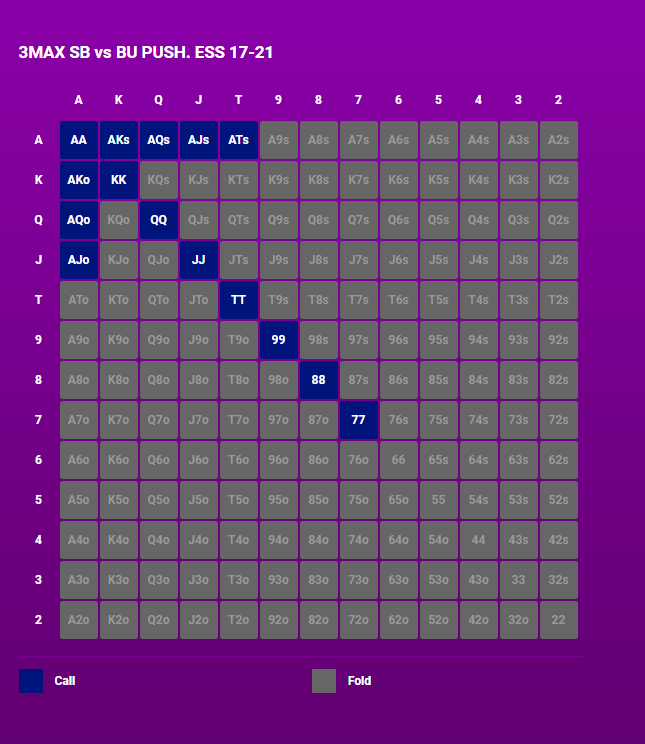 3MAX SB vs BU PUSH. ESS 17-21
A K Q J T 9 8 7 6 5 4 3 2
A AA AKs AQs AJs ATs A9s A8s A7s A6s A5s A4s A3s A2s
K AKo KK KQs KJs KTs K9s K8s K7s K6s K5s K4s K3s K2s
Q AQo KQo QQ QJs QTs Q9s Q8s Q7s Q6s Q5s Q4s Q3s Q2s
J AJo KJo QJo JJ JTs J9s J8s J7s J6s J5s J4s J3s J2s
T ATo KTo QTo JTo TT T9s T8s T7s T6s T5s T4s T3s T2s
9 A9o K9o Q9o J9o T9o 99 98s 97s 96s 95s 94s 93s 92s
8 A8o K8o Q8o J8o T8o 98o 88 87s 86s 85s 84s 83s 82s
7 A7o K7o Q7o J7o T7o 97o 87o 77 76s 75s 74s 73s 72s
6 A6o K6o Q6o J6o T6o 96o 86o 76o 66 65s 64s 63s 62s
5 A5o K5o Q5o J5o T5o 95o 85o 75o 65o 55 54s 53s 52s
4 A4o K4o Q4o J4o T4o 94o 84o 74o 64o 54o 44 43s 42s
3 A3o K3o Q3o J3o T3o 93o 83o 73o 63o 53o 43o 33 32s
2 A2o K2o Q2o J2o T2o 92o 82o 72o 62o 52o 42o 32o 22
Call Fold